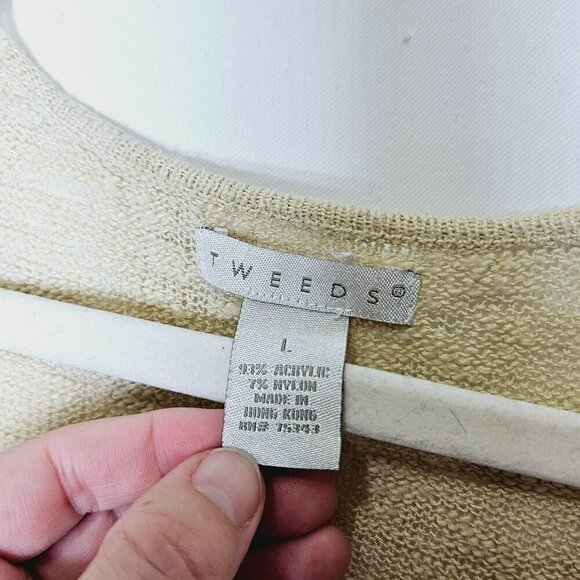 TWEEDS®
L
93% ACRYLIC
7% NYLON
MADE IN
HONG KONG
RN# 75343